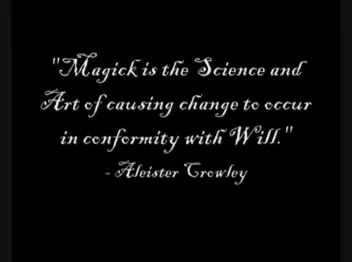 "Magick is the Science and
Art of causing change to occur
in conformity with Will."
- Aleister Crowley